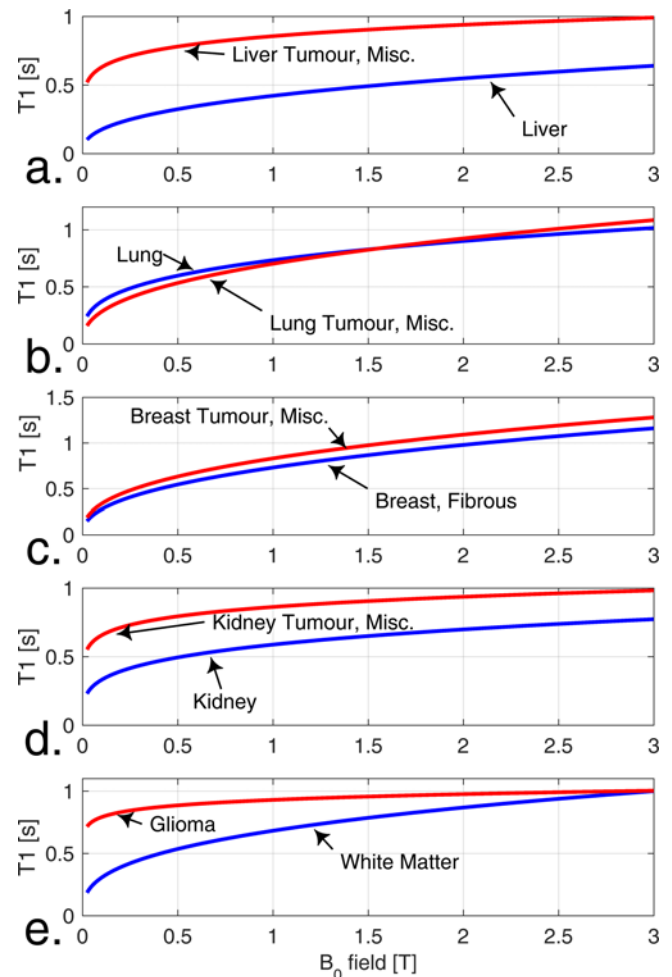 1
Liver Tumour, Misc.
0.5
T1 [s]
Liver
0
a.
0 0.5 1 1.5 2 2.5 3
1
Lung
0.5
T1 [s]
Lung Tumour, Misc.
0
b.
0 0.5 1 1.5 2 2.5 3
1.5
Breast Tumour, Misc.
1
T1 [s]
0.5
Breast, Fibrous
0
c.
0 0.5 1 1.5 2 2.5 3
1
Kidney Tumour, Misc.
0.5
T1 [s]
Kidney
0
d.
0 0.5 1 1.5 2 2.5 3
1
Glioma
0.5
T1 [s]
White Matter
0
e.
0 0.5 1 1.5 2 2.5 3
B₀ field [T]